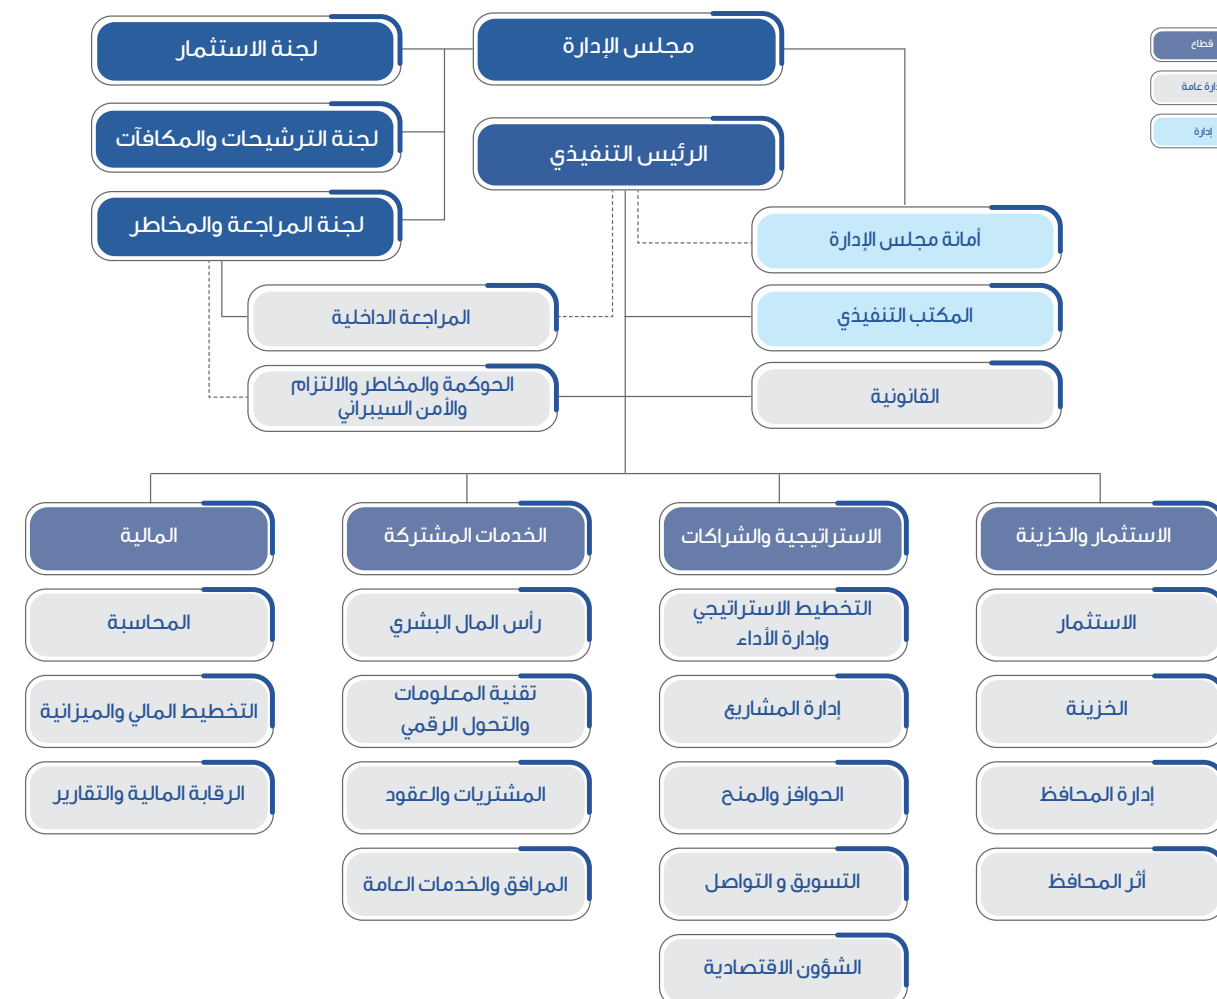 مجلس الإدارة
لجنة الاستثمار
قطاع
إدارة
الرئيس التنفيذي
لجنة الترشيحات والمكافآت
لجنة المراجعة والمخاطر
أمانة مجلس الإدارة
المكتب التنفيذي
المراجعة الداخلية
القانونية
الحوكمة والمخاطر والالتزام
والأمن السيبراني
الاستثمار والخزينة
الاستثمار
الخزينة
إدارة المحافظ
أثر المحافظ
الاستراتيجية والشراكات
التخطيط الاستراتيجي
وإدارة الأداء
إدارة المشاريع
الحوافز والمنح
التسويق و التواصل
الشؤون الاقتصادية
الخدمات المشتركة
رأس المال البشري
تقنية المعلومات
والتحول الرقمي
المشتريات والعقود
المرافق والخدمات العامة
المالية
المحاسبة
التخطيط المالي والميزانية
الرقابة المالية والتقارير